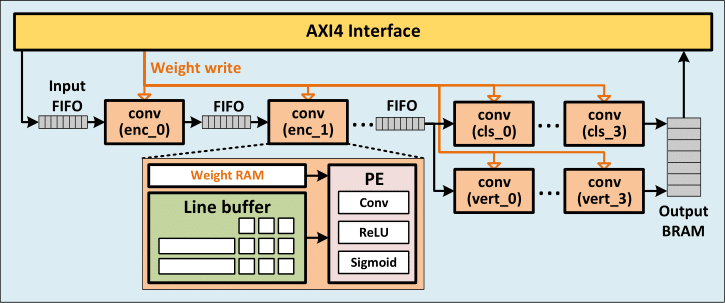 AXI4 Interface
Weight write
Input
FIFO
conv
(enc_0)
FIFO
conv
(enc_1)
...
FIFO
conv
(cls_0)
...
conv
(cls_3)
conv
(vert_0)
...
conv
(vert_3)
Output
BRAM
Weight RAM
Line buffer
PE
Conv
ReLU
Sigmoid